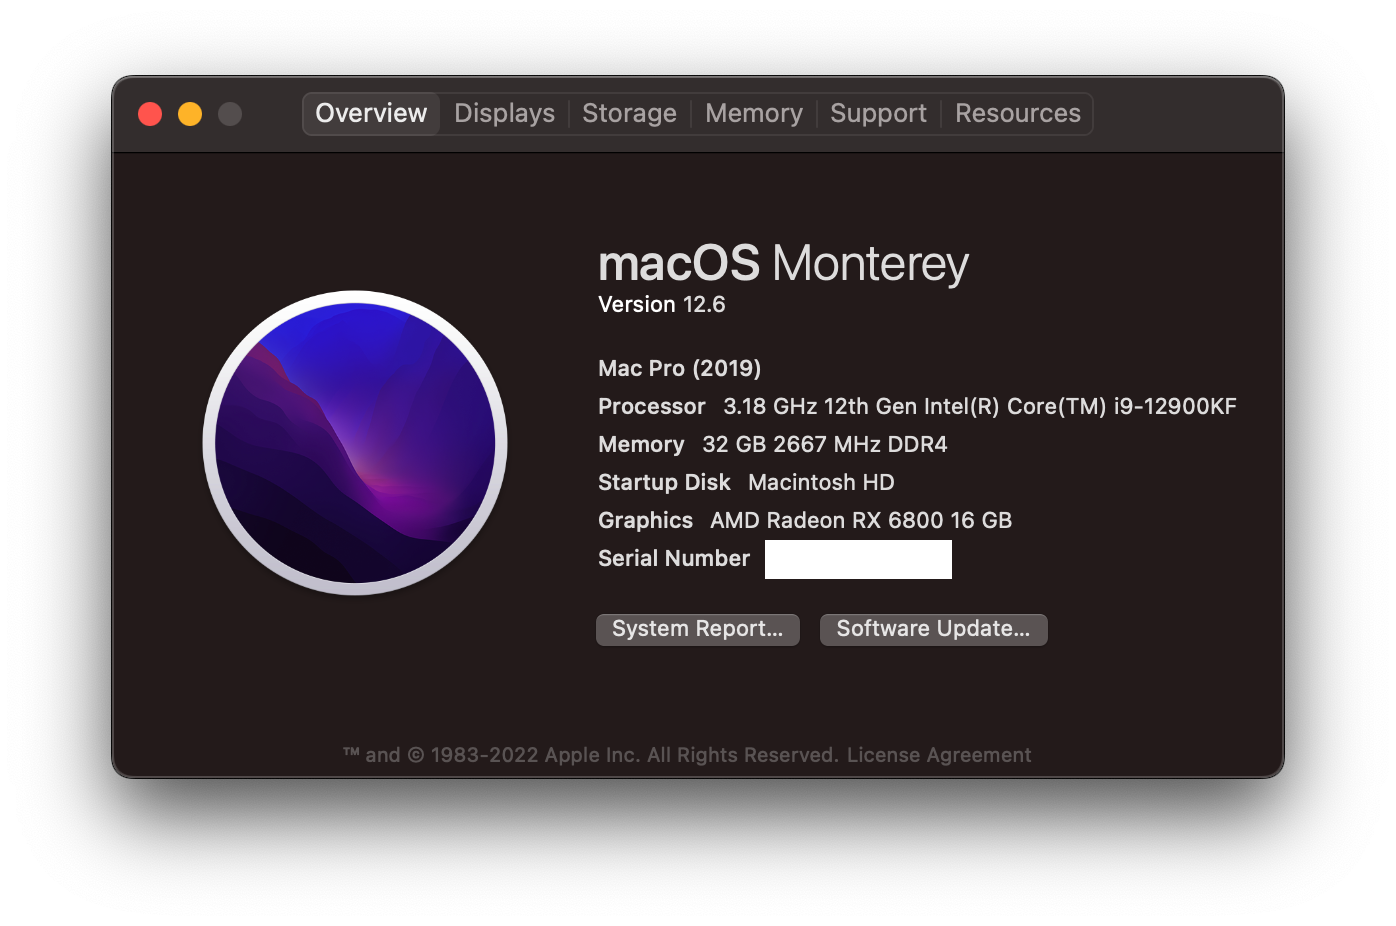 Overview Displays Storage Memory Support Resources
macOS Monterey
Version 12.6
Mac Pro (2019)
Processor 3.18 GHz 12th Gen Intel(R) Core(TM) i9-12900KF
Memory 32 GB 2667 MHz DDR4
Startup Disk Macintosh HD
Graphics AMD Radeon RX 6800 16 GB
Serial Number
System Report... Software Update...
™ and © 1983-2022 Apple Inc. All Rights Reserved. License Agreement